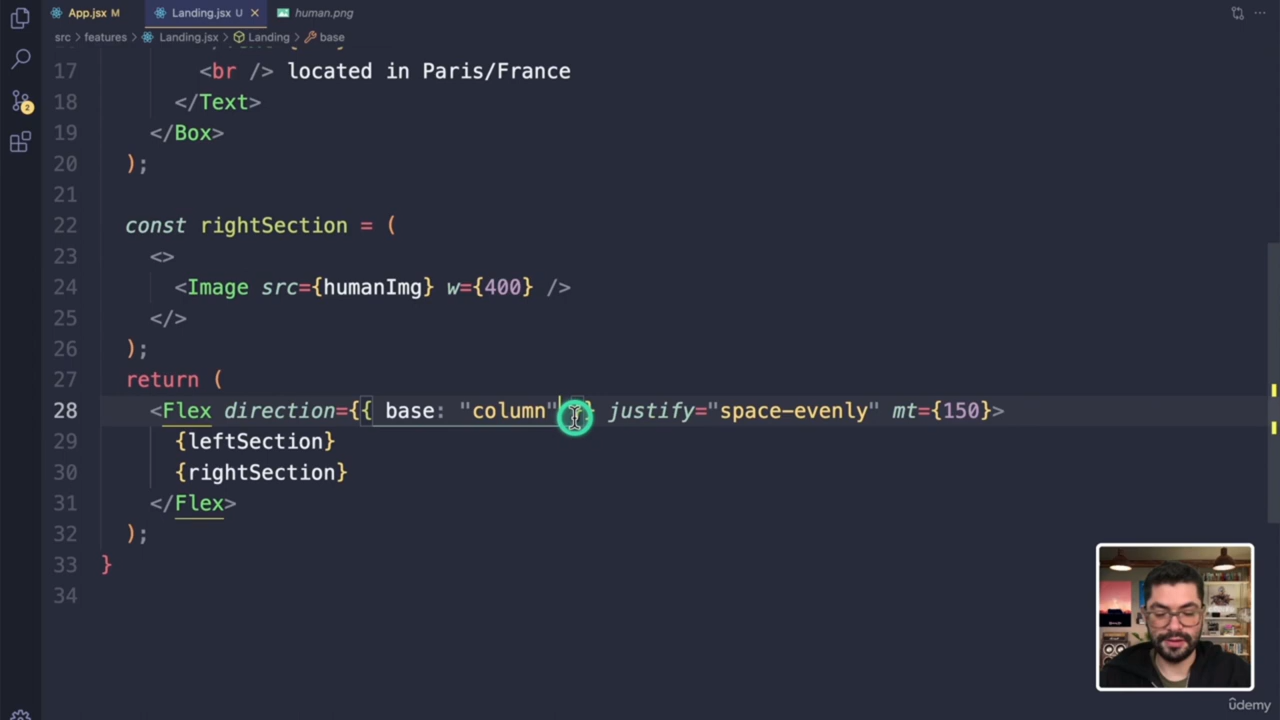 App.jsx M
Landing.jsx U
human.png
src > features > Landing.jsx > Landing > base
17 <br /> located in Paris/France
18 </Text>
19 </Box>
20 );
21
22 const rightSection = (
23 <>
24 <Image src={humanImg} w={400} />
25 </>
26 );
27 return (
28 <Flex direction={{ base: "column" }} justify="space-evenly" mt={150}>
29 {leftSection}
30 {rightSection}
31 </Flex>
32 );
33 }
34
2
ûdemy